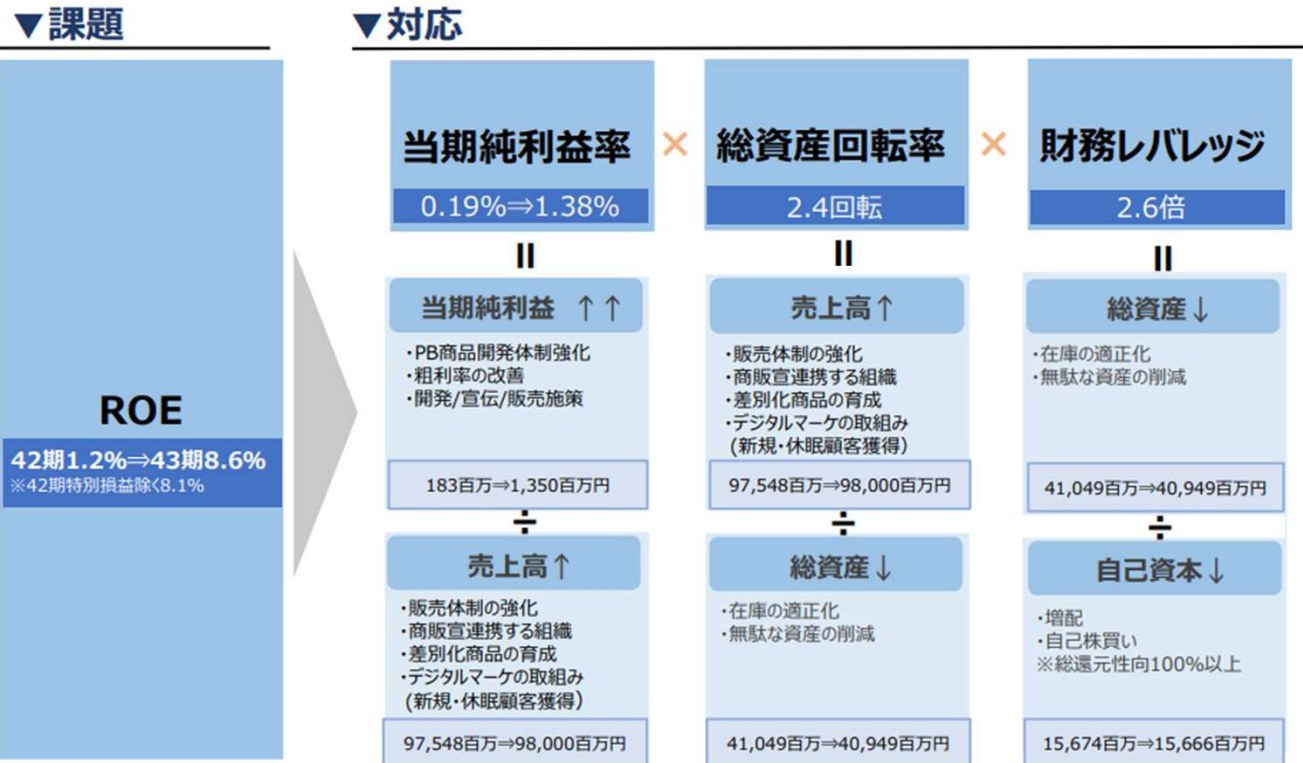 ▼課題
▼対応
ROE
42期1.2%⇒43期8.6%
※42期特別損益除く8.1%
当期純利益率
0.19%⇒1.38%
×
総資産回転率
2.4回転
×
財務レバレッジ
2.6倍
=
当期純利益 ↑↑
・PB商品開発体制強化
・粗利率の改善
・開発/宣伝/販売施策
183百万⇒1,350百万円
÷
売上高↑
・販売体制の強化
・商販宣連携する組織
・差別化商品の育成
・デジタルマーケの取組み
(新規・休眠顧客獲得)
97,548百万⇒98,000百万円
=
売上高↑
・販売体制の強化
・商販宣連携する組織
・差別化商品の育成
・デジタルマーケの取組み
(新規・休眠顧客獲得)
97,548百万⇒98,000百万円
÷
総資産↓
・在庫の適正化
・無駄な資産の削減
41,049百万⇒40,949百万円
=
総資産↓
・在庫の適正化
・無駄な資産の削減
41,049百万⇒40,949百万円
÷
自己資本↓
・増配
・自己株買い
※総還元性向100%以上
15,674百万⇒15,666百万円